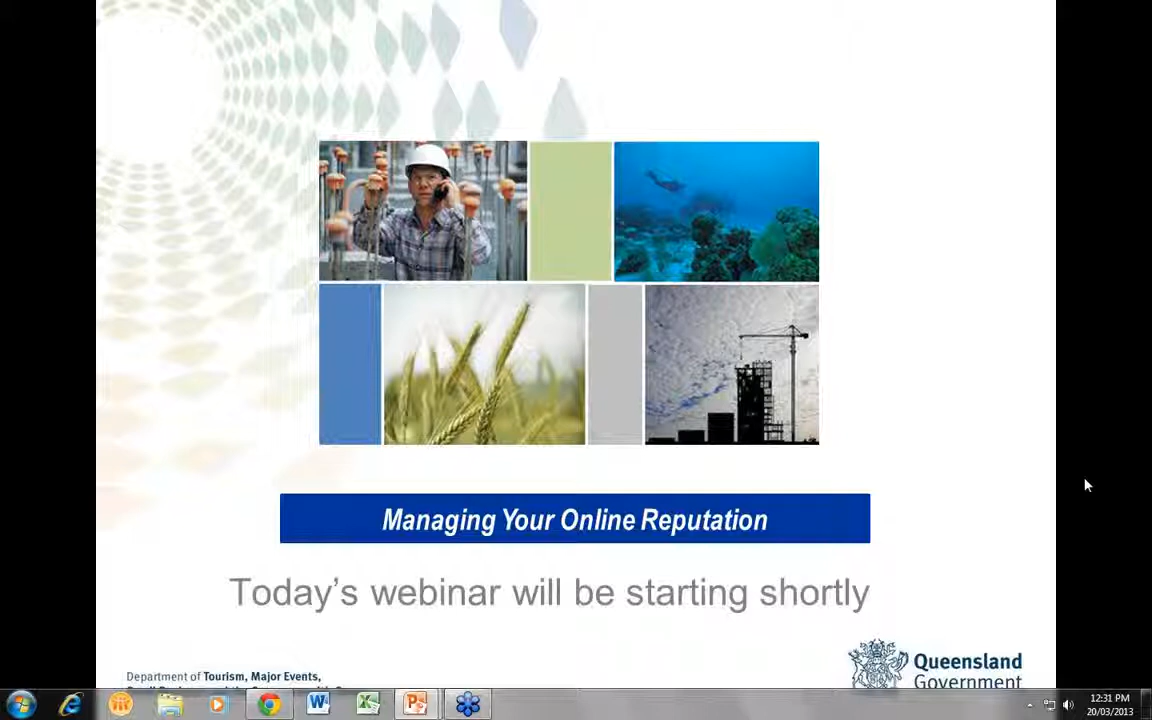 Managing Your Online Reputation
Today's webinar will be starting shortly
Department of Tourism, Major Events,
Queensland
Government
12:31 PM
20/03/2013